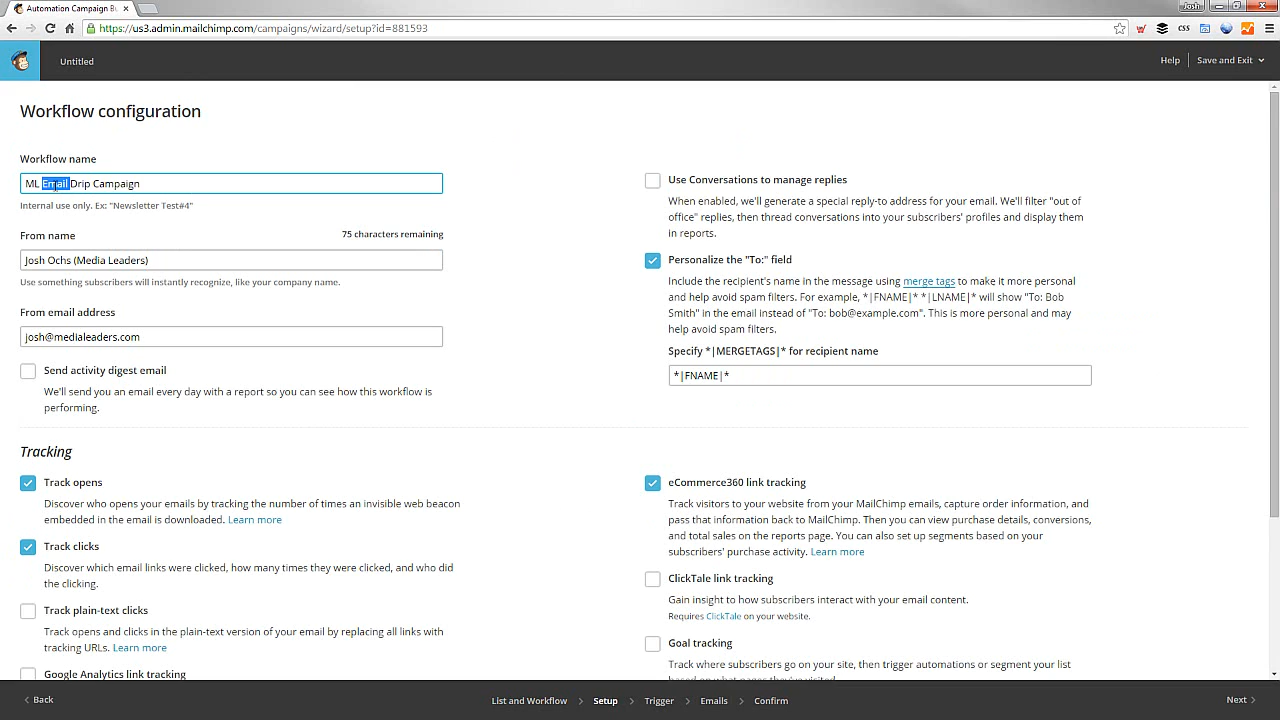 Automation Campaign Bu
Josh
https://us3.admin.mailchimp.com/campaigns/wizard/setup?id=881593
css
Untitled
Help
Save and Exit
Workflow configuration
Workflow name
ML Email Drip Campaign
Internal use only. Ex: "Newsletter Test#4"
From name
75 characters remaining
Josh Ochs (Media Leaders)
Use something subscribers will instantly recognize, like your company name.
From email address
josh@medialeaders.com
Send activity digest email
We'll send you an email every day with a report so you can see how this workflow is
performing.
Use Conversations to manage replies
When enabled, we'll generate a special reply-to address for your email. We'll filter "out of
office" replies, then thread conversations into your subscribers' profiles and display them
in reports.
Personalize the "To:" field
Include the recipient's name in the message using merge tags to make it more personal
and help avoid spam filters. For example, *|FNAME|* *|LNAME|* will show "To: Bob
Smith" in the email instead of "To: bob@example.com". This is more personal and may
help avoid spam filters.
Specify *|MERGETAGS|* for recipient name
*|FNAME|*
Tracking
Track opens
Discover who opens your emails by tracking the number of times an invisible web beacon
embedded in the email is downloaded. Learn more
Track clicks
Discover which email links were clicked, how many times they were clicked, and who did
the clicking.
Track plain-text clicks
Track opens and clicks in the plain-text version of your email by replacing all links with
tracking URLs. Learn more
Google Analytics link tracking
eCommerce360 link tracking
Track visitors to your website from your MailChimp emails, capture order information, and
pass that information back to MailChimp. Then you can view purchase details, conversions,
and total sales on the reports page. You can also set up segments based on your
subscribers' purchase activity. Learn more
ClickTale link tracking
Gain insight to how subscribers interact with your email content.
Requires ClickTale on your website.
Goal tracking
Track where subscribers go on your site, then trigger automations or segment your list
based on what pages they've visited.
Back
List and Workflow
Setup
Trigger
Emails
Confirm
Next